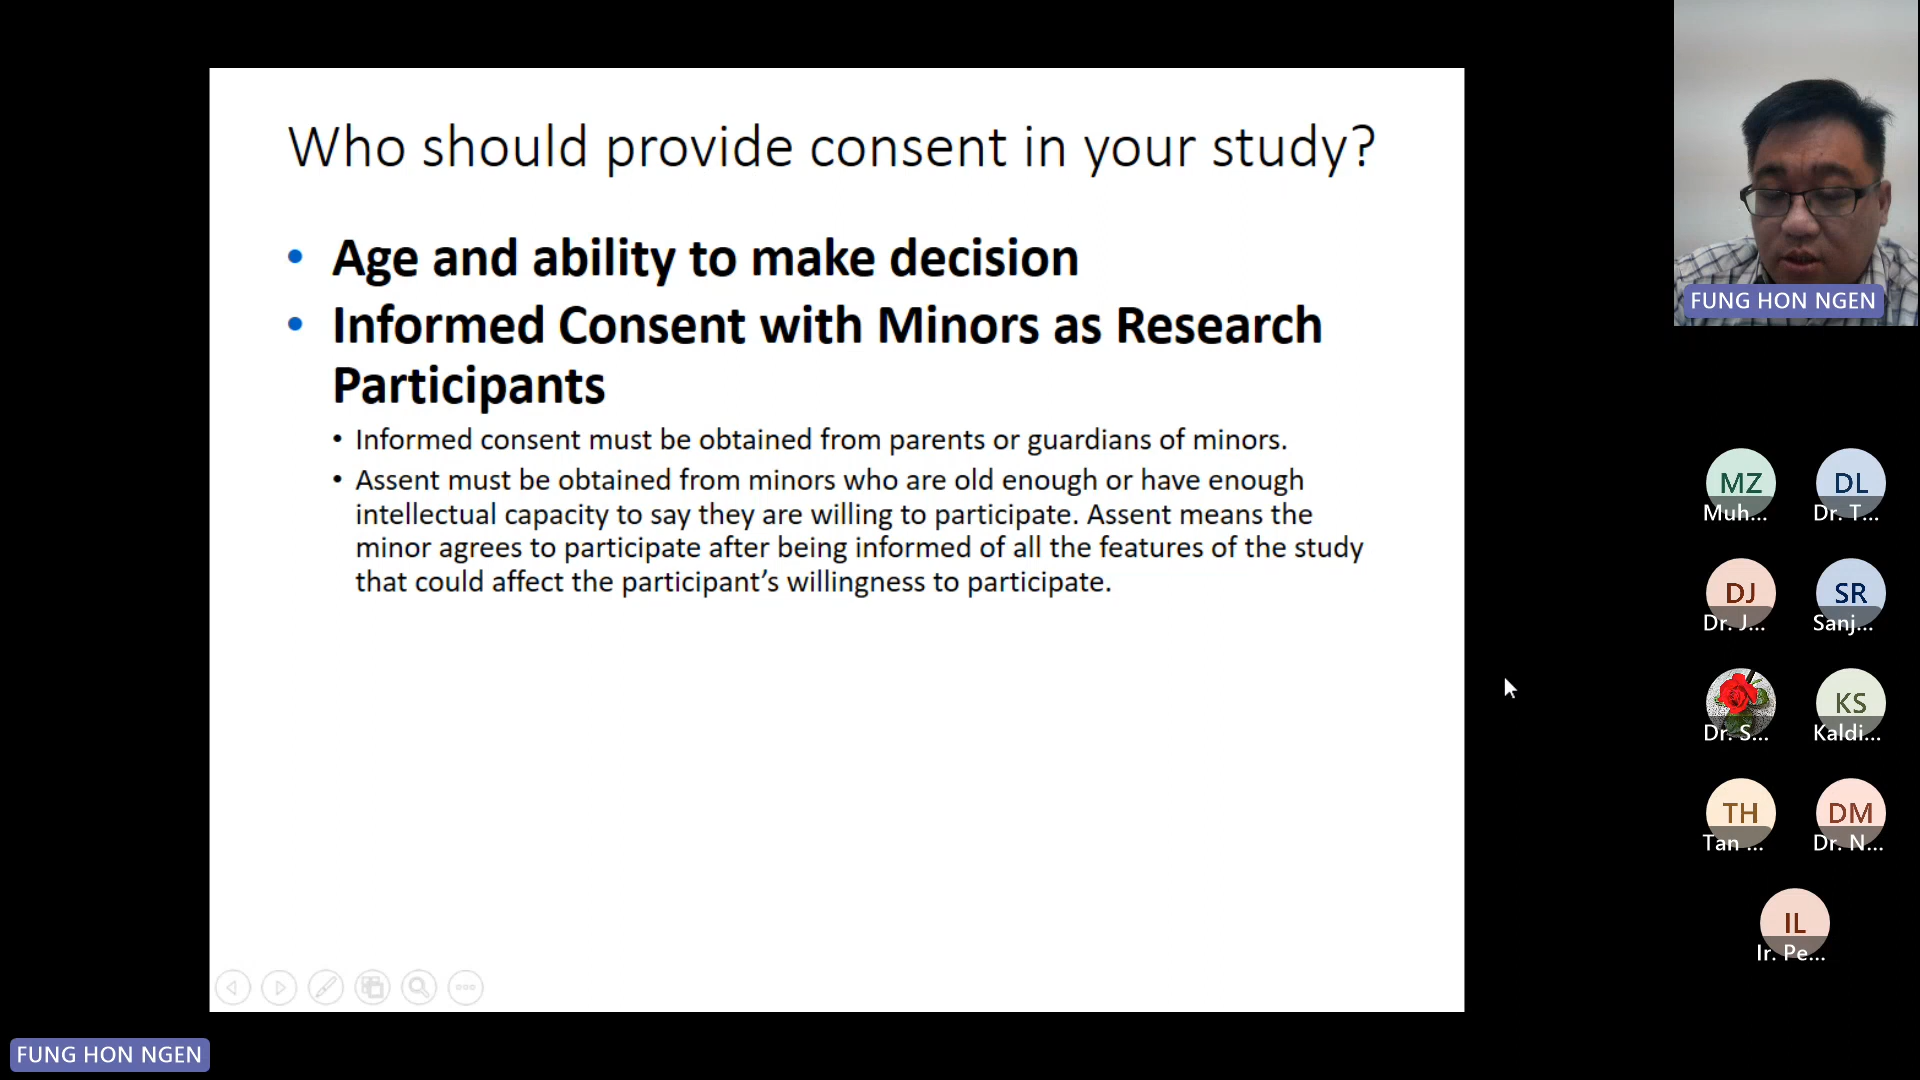 Who should provide consent in your study?
• Age and ability to make decision
• Informed Consent with Minors as Research
Participants
• Informed consent must be obtained from parents or guardians of minors.
• Assent must be obtained from minors who are old enough or have enough
intellectual capacity to say they are willing to participate. Assent means the
minor agrees to participate after being informed of all the features of the study
that could affect the participant’s willingness to participate.
FUNG HON NGEN
MZ
Muh...
DL
Dr. T...
DJ
Dr. J...
SR
Sanj...
Dr. S...
KS
Kaldi...
TH
Tan ...
DM
Dr. N...
IL
Ir. Pe...
FUNG HON NGEN